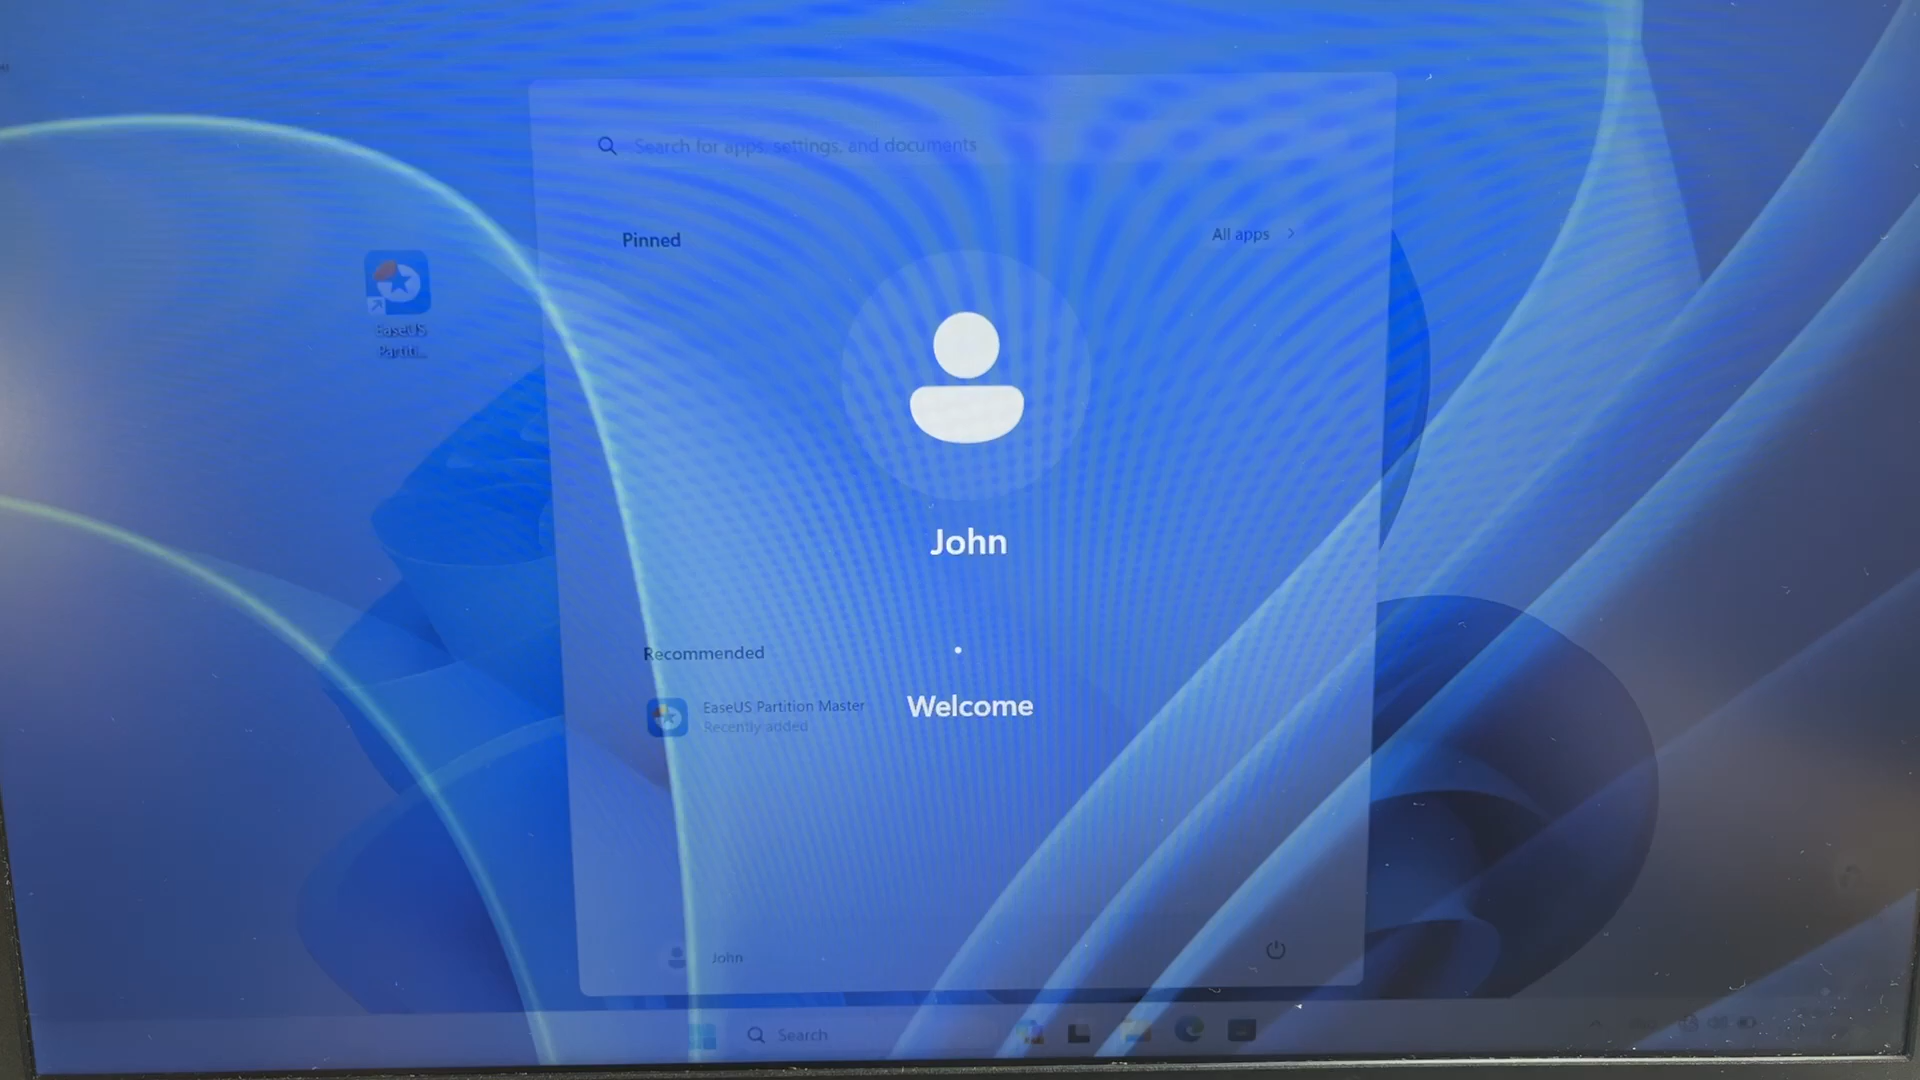 Search for apps, settings, and documents
Pinned
All apps
EaseUS
Partiti...
John
Recommended
EaseUS Partition Master
Recently added
Welcome
John
Search